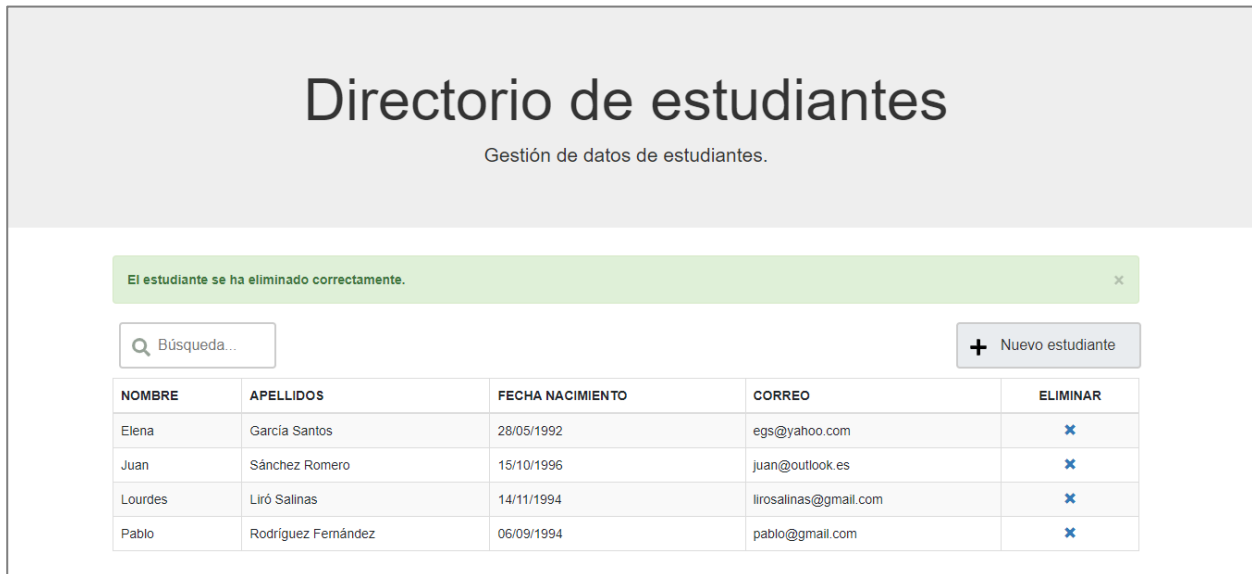 Directorio de estudiantes
Gestión de datos de estudiantes.
El estudiante se ha eliminado correctamente. ×
Búsqueda... + Nuevo estudiante
NOMBRE APELLIDOS FECHA NACIMIENTO CORREO ELIMINAR
Elena García Santos 28/05/1992 egs@yahoo.com
Juan Sánchez Romero 15/10/1996 juan@outlook.es
Lourdes Liró Salinas 14/11/1994 lirosalinas@gmail.com
Pablo Rodríguez Fernández 06/09/1994 pablo@gmail.com